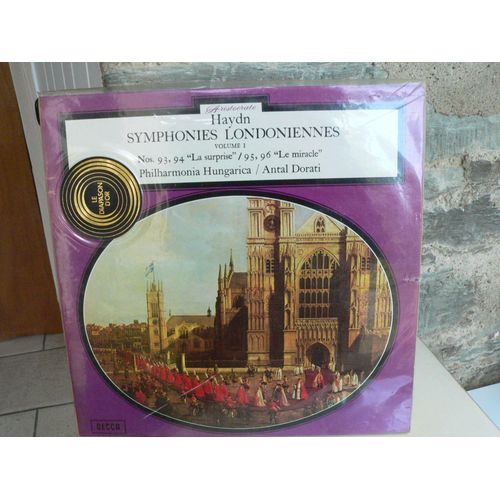 Aristocrate
Haydn
SYMPHONIES LONDONIENNES
VOLUME I
Nos. 93, 94 "La surprise" / 95, 96 "Le miracle"
Philharmonia Hungarica / Antal Dorati
LE
DIAPASON
D'OR
DECCA